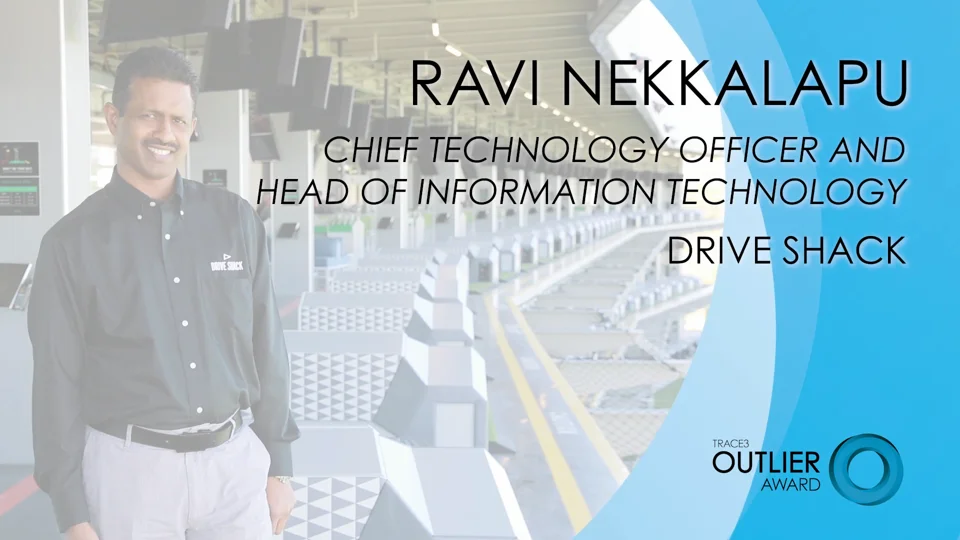 RAVI NEKKALAPU
CHIEF TECHNOLOGY OFFICER AND
HEAD OF INFORMATION TECHNOLOGY
DRIVE SHACK
DRIVE SHACK
TRACE3
OUTLIER
AWARD